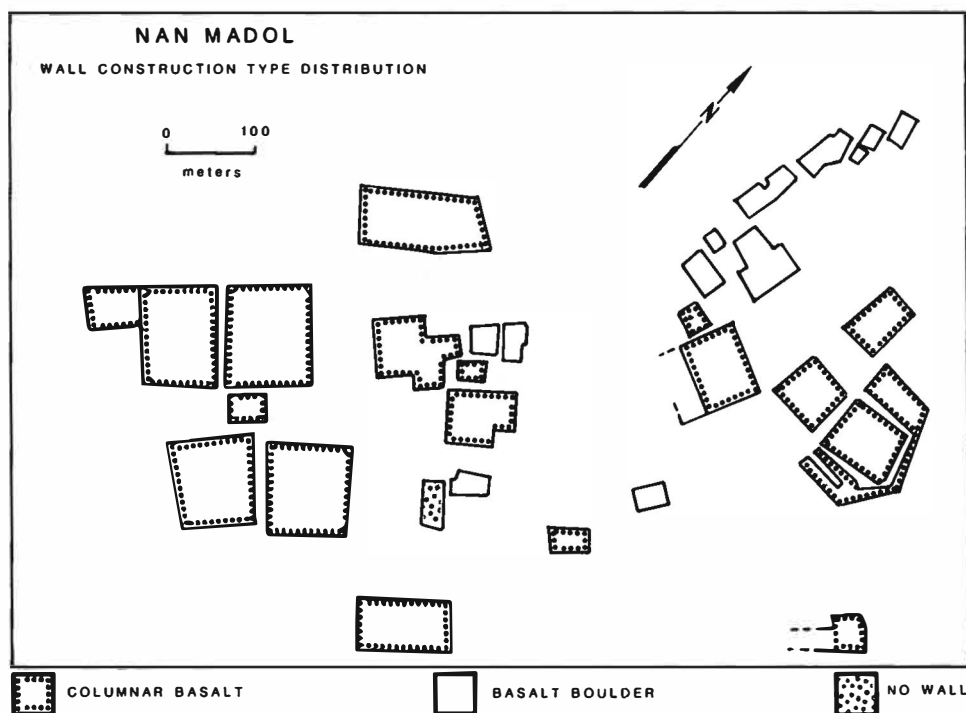 NAN MADOL
WALL CONSTRUCTION TYPE DISTRIBUTION
0 100
meters
N
COLUMNAR BASALT
BASALT BOULDER
NO WALL